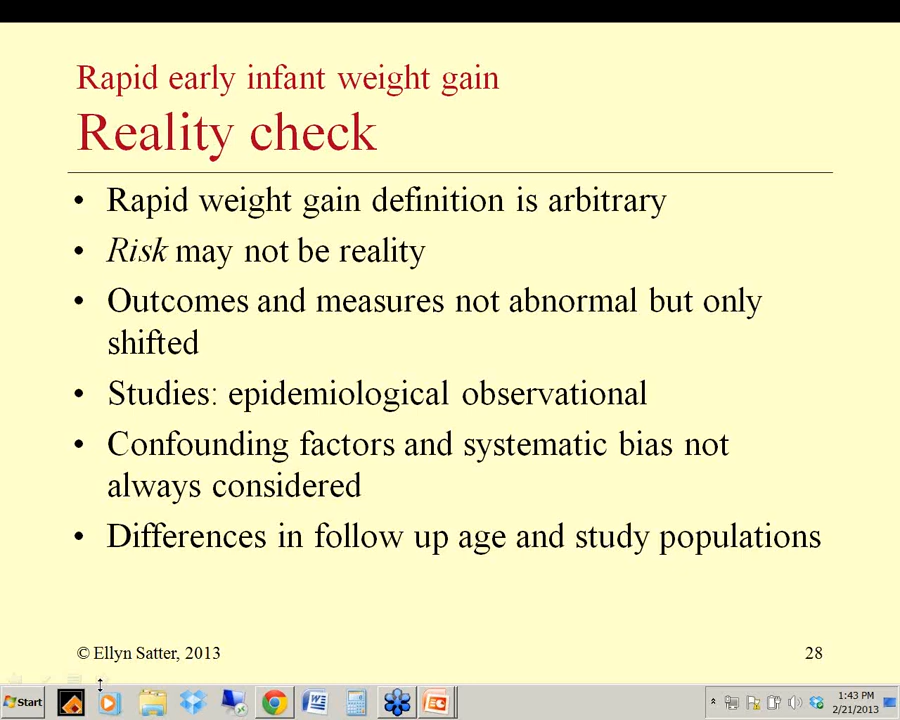 Rapid early infant weight gain
Reality check
• Rapid weight gain definition is arbitrary
• Risk may not be reality
• Outcomes and measures not abnormal but only
shifted
• Studies: epidemiological observational
• Confounding factors and systematic bias not
always considered
• Differences in follow up age and study populations
© Ellyn Satter, 2013
28
Start
1:43 PM
2/21/2013